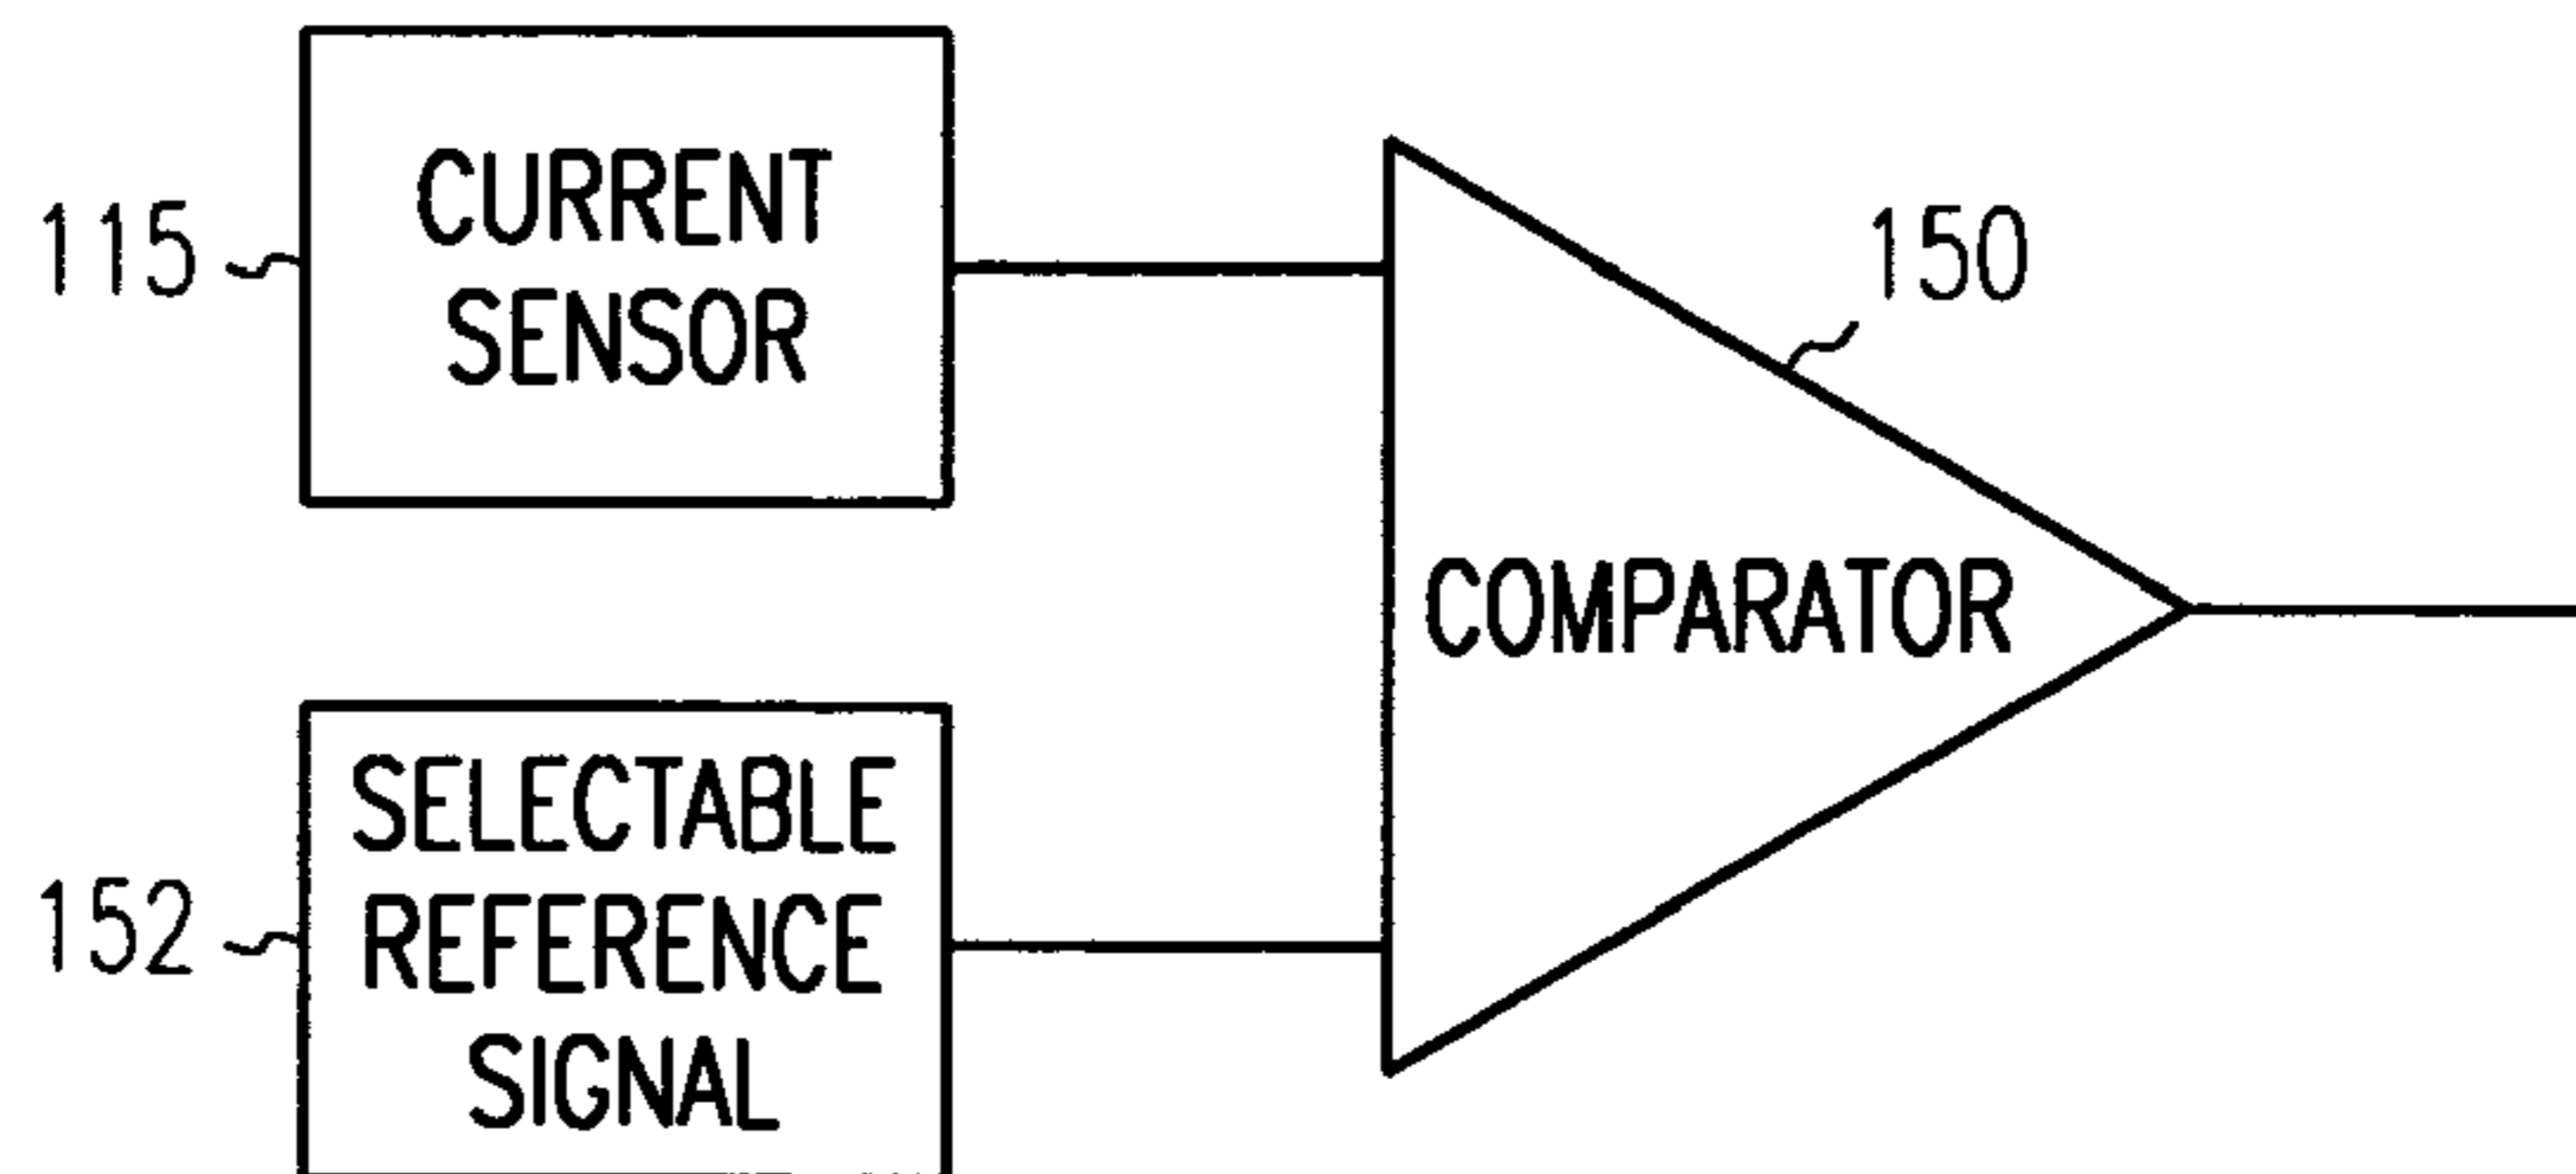 115
CURRENT
SENSOR
150
COMPARATOR
152
SELECTABLE
REFERENCE
SIGNAL